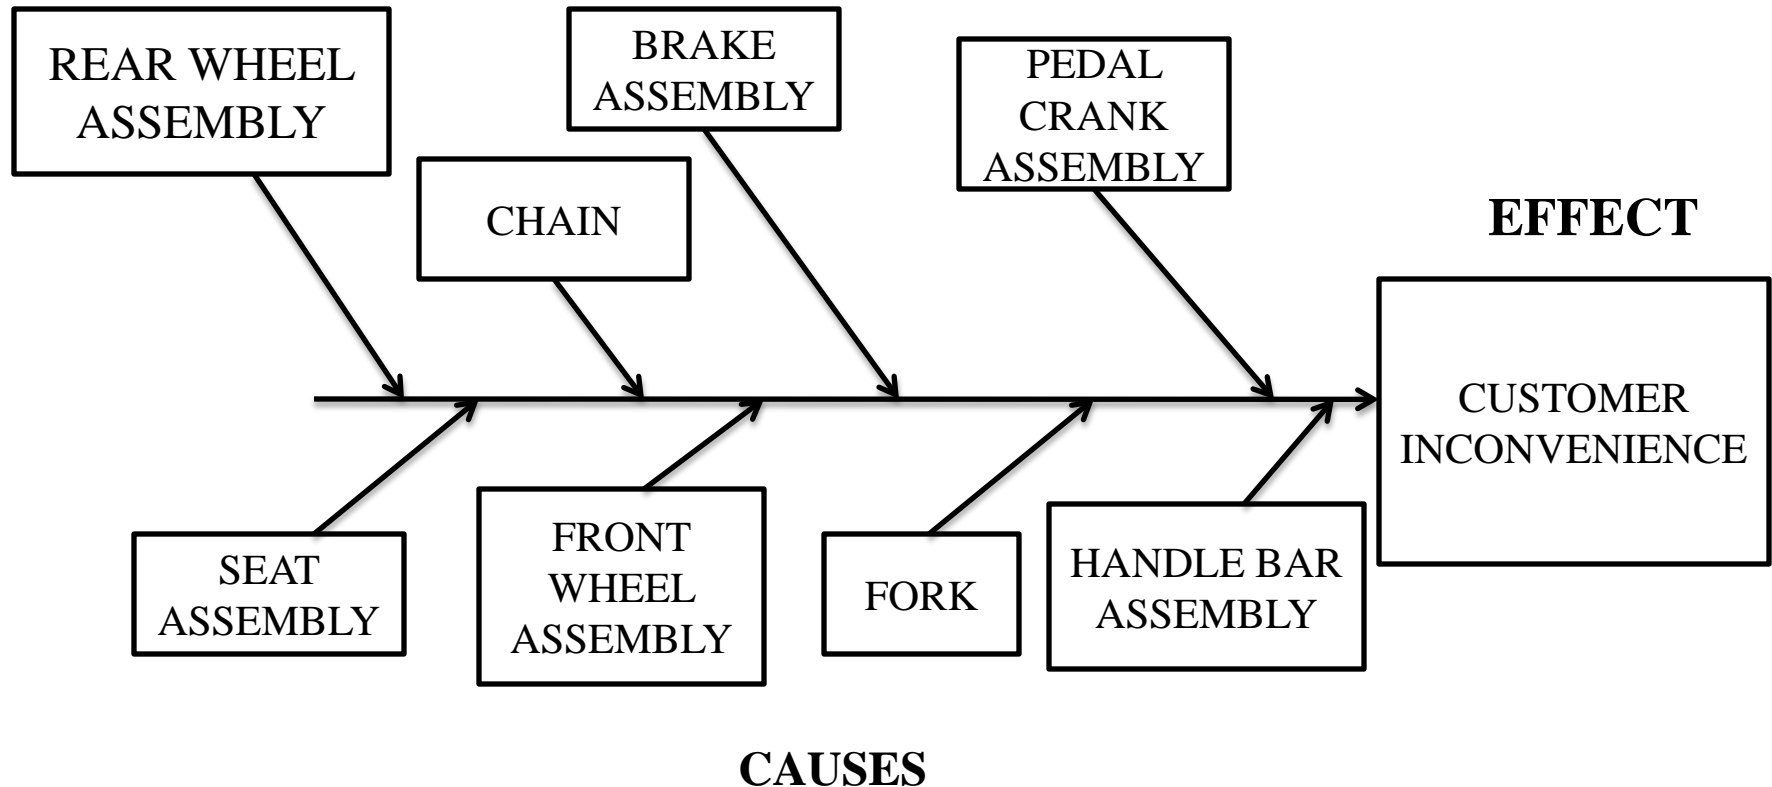 REAR WHEEL
ASSEMBLY
BRAKE
ASSEMBLY
PEDAL
CRANK
ASSEMBLY
CHAIN
EFFECT
CUSTOMER
INCONVENIENCE
SEAT
ASSEMBLY
FRONT
WHEEL
ASSEMBLY
FORK
HANDLE BAR
ASSEMBLY
CAUSES